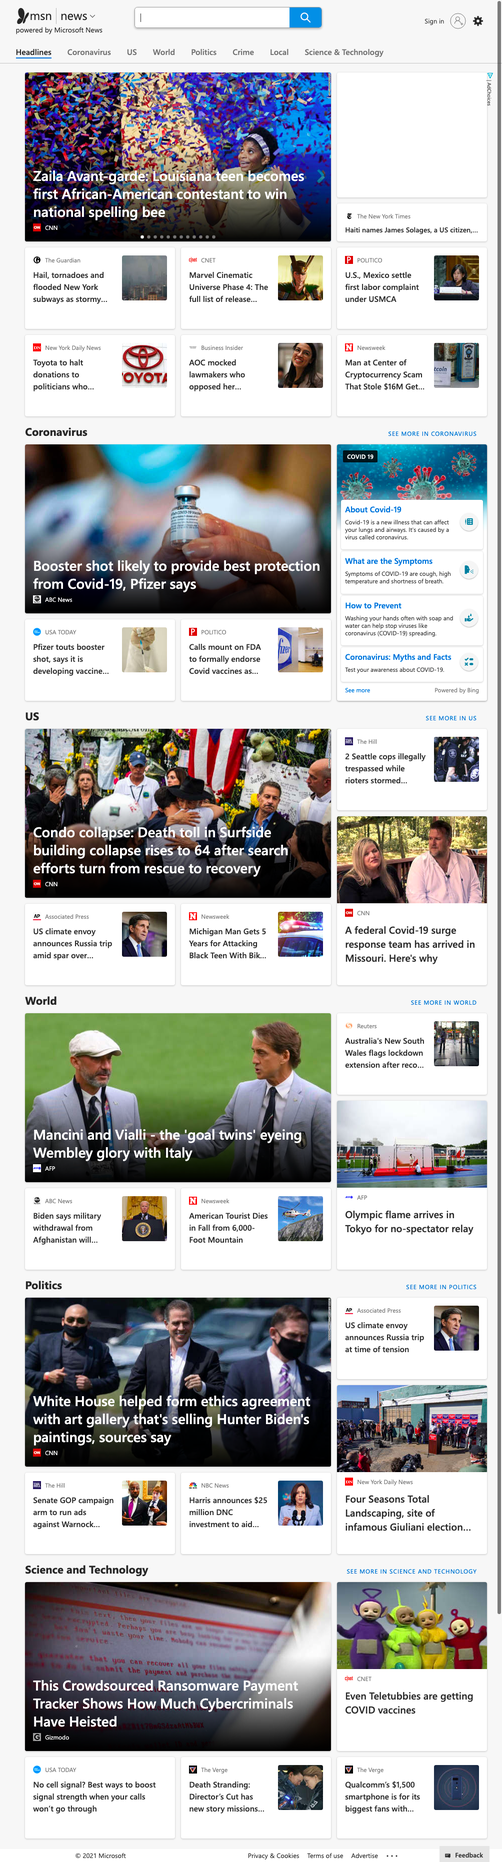 msn news
powered by Microsoft News
Sign in
Headlines Coronavirus US World Politics Crime Local Science & Technology
AdChoices
Zaila Avant-garde: Louisiana teen becomes
first African-American contestant to win
national spelling bee
CNN
The New York Times
Haiti names James Solages, a US citizen,...
The Guardian
Hail, tornadoes and
flooded New York
subways as stormy...
CNET
Marvel Cinematic
Universe Phase 4: The
full list of release...
POLITICO
U.S., Mexico settle
first labor complaint
under USMCA
New York Daily News
Toyota to halt
donations to
politicians who...
TOYOTA
Business Insider
AOC mocked
lawmakers who
opposed her...
Newsweek
Man at Center of
Cryptocurrency Scam
That Stole $16M Get...
Coronavirus
SEE MORE IN CORONAVIRUS
Booster shot likely to provide best protection
from Covid-19, Pfizer says
ABC News
COVID 19
About Covid-19
Covid-19 is a new illness that can affect
your lungs and airways. It's caused by a
virus called coronavirus.
What are the Symptoms
Symptoms of COVID-19 are cough, high
temperature and shortness of breath.
How to Prevent
Washing your hands often with soap and
water can help stop viruses like
coronavirus (COVID-19) spreading.
Coronavirus: Myths and Facts
Test your awareness about COVID-19.
See more
Powered by Bing
USA TODAY
Pfizer touts booster
shot, says it is
developing vaccine...
POLITICO
Calls mount on FDA
to formally endorse
Covid vaccines as...
Pfizer
US
SEE MORE IN US
Condo collapse: Death toll in Surfside
building collapse rises to 64 after search
efforts turn from rescue to recovery
CNN
The Hill
2 Seattle cops illegally
trespassed while
rioters stormed...
CNN
A federal Covid-19 surge
response team has arrived in
Missouri. Here's why
AP Associated Press
US climate envoy
announces Russia trip
amid spar over...
Newsweek
Michigan Man Gets 5
Years for Attacking
Black Teen With Bik...
World
SEE MORE IN WORLD
Mancini and Vialli - the 'goal twins' eyeing
Wembley glory with Italy
AFP
Reuters
Australia's New South
Wales flags lockdown
extension after reco...
AFP
Olympic flame arrives in
Tokyo for no-spectator relay
ABC News
Biden says military
withdrawal from
Afghanistan will...
Newsweek
American Tourist Dies
in Fall from 6,000-
Foot Mountain
Politics
SEE MORE IN POLITICS
White House helped form ethics agreement
with art gallery that's selling Hunter Biden's
paintings, sources say
CNN
AP Associated Press
US climate envoy
announces Russia trip
at time of tension
New York Daily News
Four Seasons Total
Landscaping, site of
infamous Giuliani election...
The Hill
Senate GOP campaign
arm to run ads
against Warnock...
NBC News
Harris announces $25
million DNC
investment to aid...
Science and Technology
SEE MORE IN SCIENCE AND TECHNOLOGY
This Crowdsourced Ransomware Payment
Tracker Shows How Much Cybercriminals
Have Heisted
Gizmodo
CNET
Even Teletubbies are getting
COVID vaccines
USA TODAY
No cell signal? Best ways to boost
signal strength when your calls
won't go through
The Verge
Death Stranding:
Director's Cut has
new story missions...
The Verge
Qualcomm's $1,500
smartphone is for its
biggest fans with...
© 2021 Microsoft
Privacy & Cookies Terms of use Advertise ...
Feedback